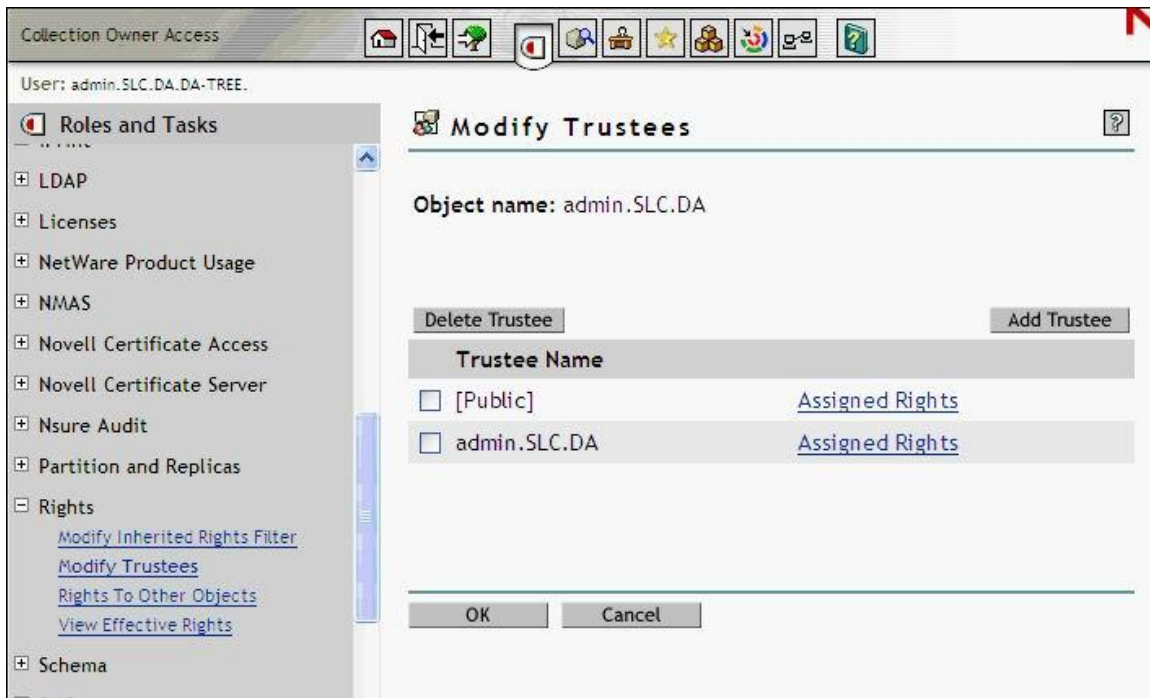 Collection Owner Access
User: admin.SLC.DA.DA-TREE.
Roles and Tasks
LDAP
Licenses
NetWare Product Usage
NMAS
Novell Certificate Access
Novell Certificate Server
Nsure Audit
Partition and Replicas
Rights
Modify Inherited Rights Filter
Modify Trustees
Rights To Other Objects
View Effective Rights
Schema
Modify Trustees
?
Object name: admin.SLC.DA
Delete Trustee Add Trustee
Trustee Name
[Public] Assigned Rights
admin.SLC.DA Assigned Rights
OK Cancel